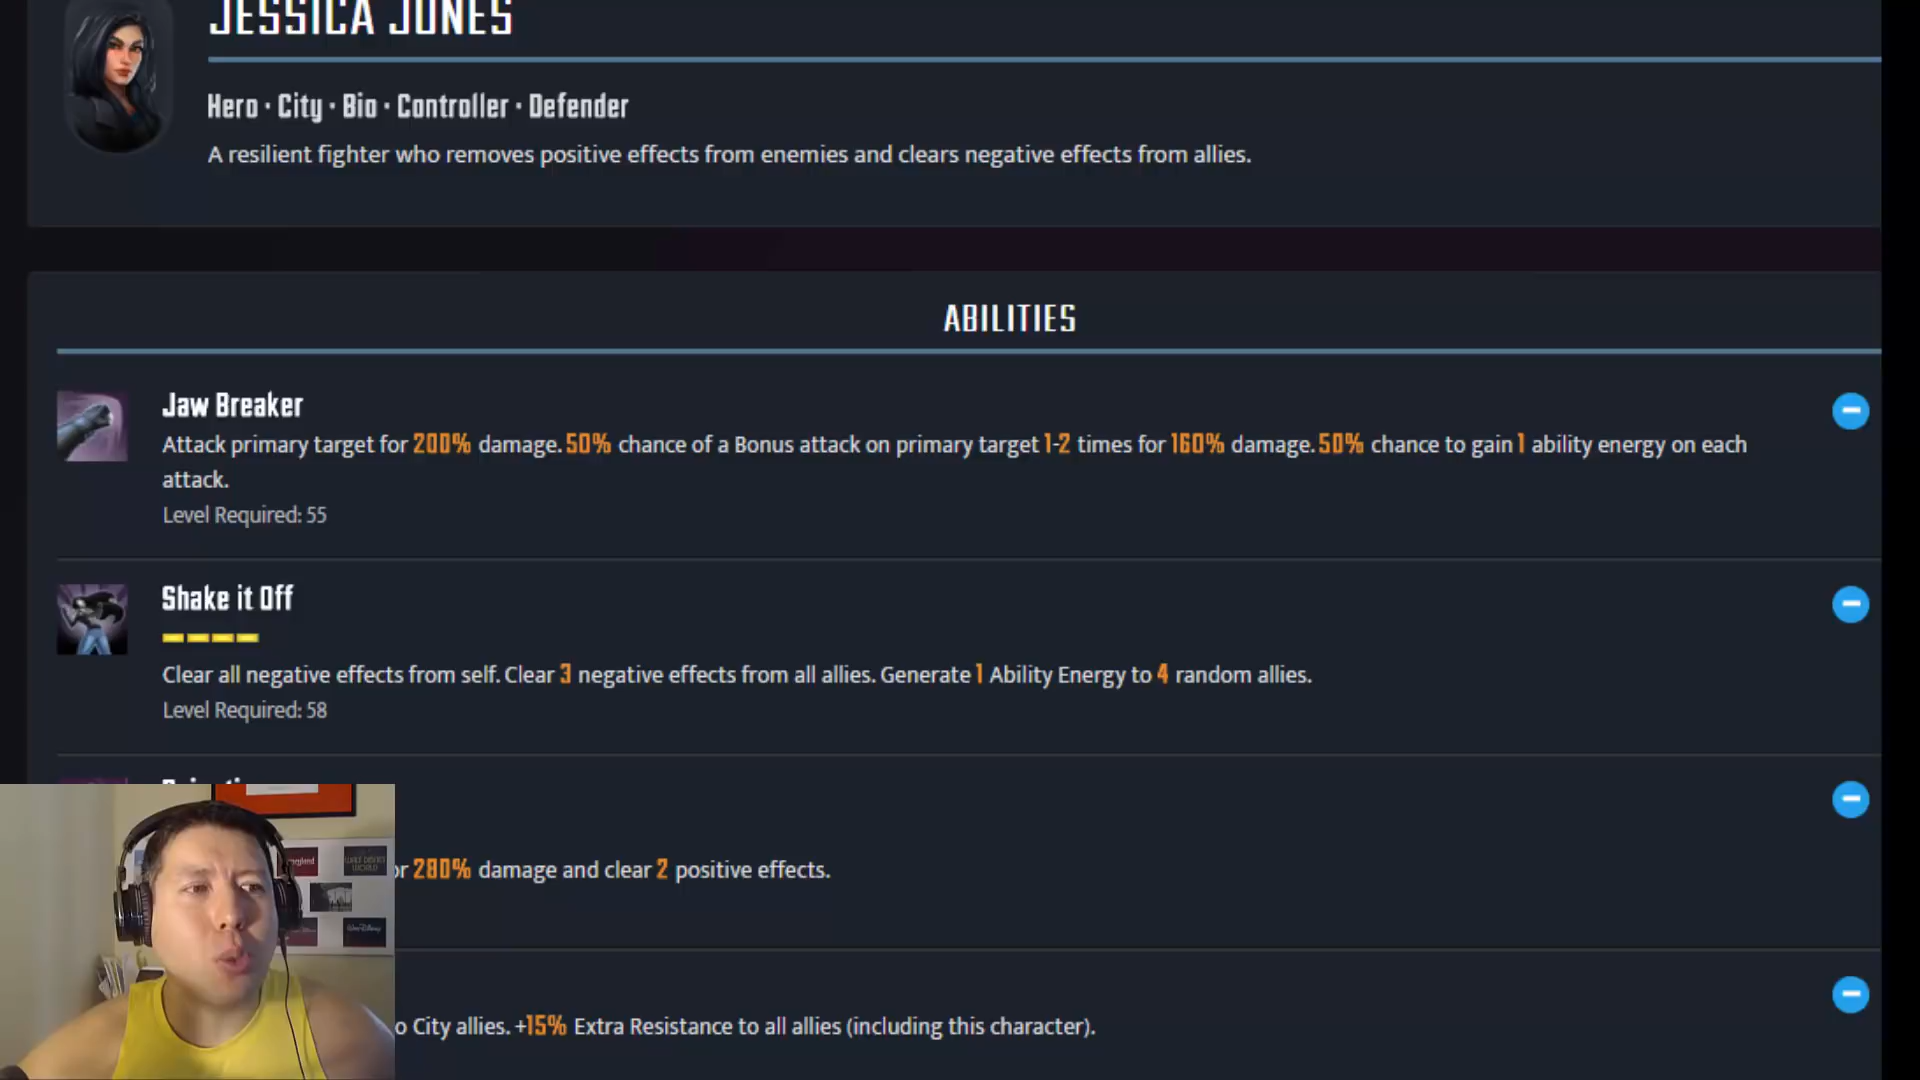 JESSICA JONES
Hero · City · Bio · Controller · Defender
A resilient fighter who removes positive effects from enemies and clears negative effects from allies.
ABILITIES
Jaw Breaker
Attack primary target for 200% damage. 50% chance of a Bonus attack on primary target 1-2 times for 160% damage. 50% chance to gain 1 ability energy on each
attack.
Level Required: 55
Shake it Off
Clear all negative effects from self. Clear 3 negative effects from all allies. Generate 1 Ability Energy to 4 random allies.
Level Required: 58
280% damage and clear 2 positive effects.
City allies. +15% Extra Resistance to all allies (including this character).